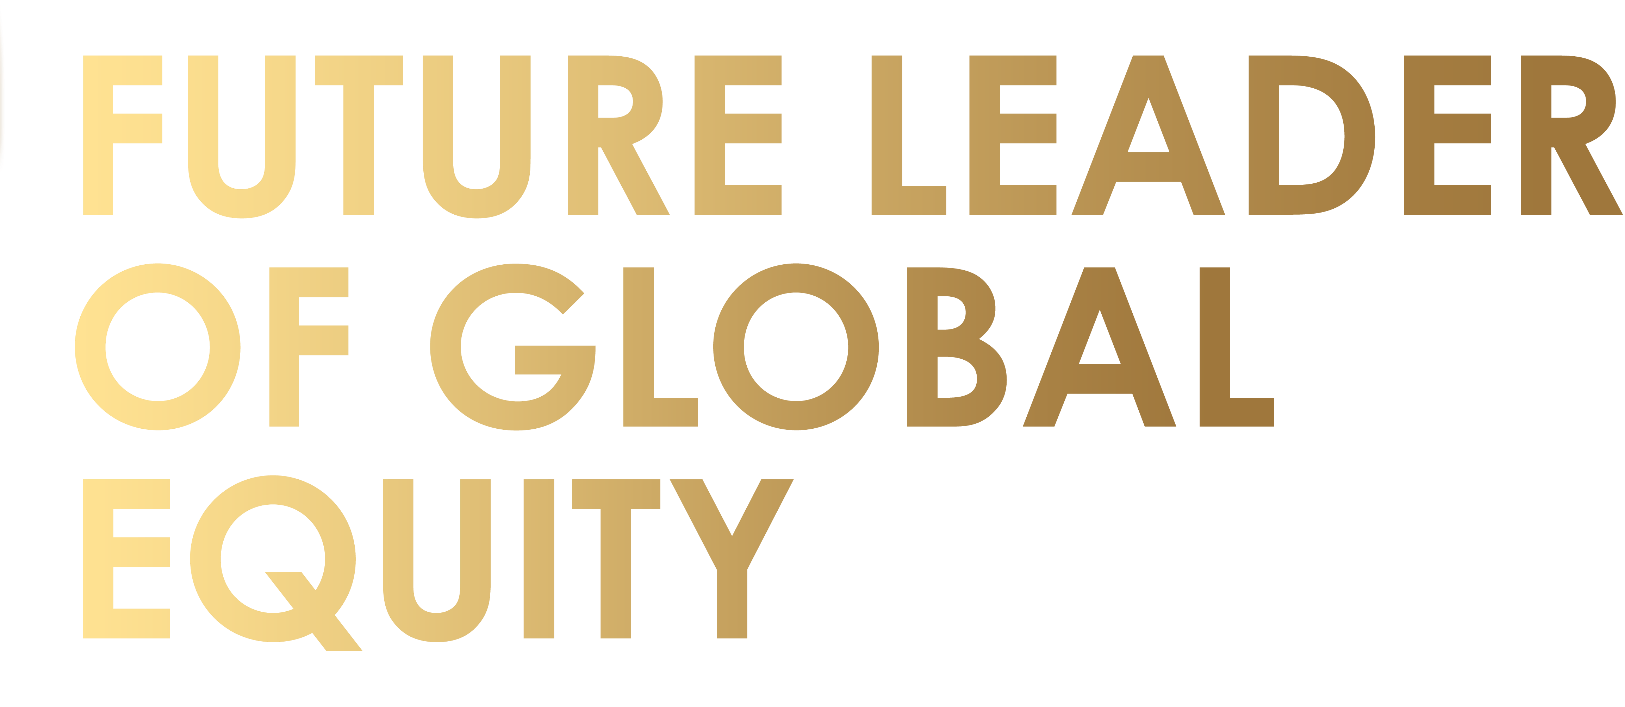 FUTURE LEADER
OF GLOBAL
EQUITY